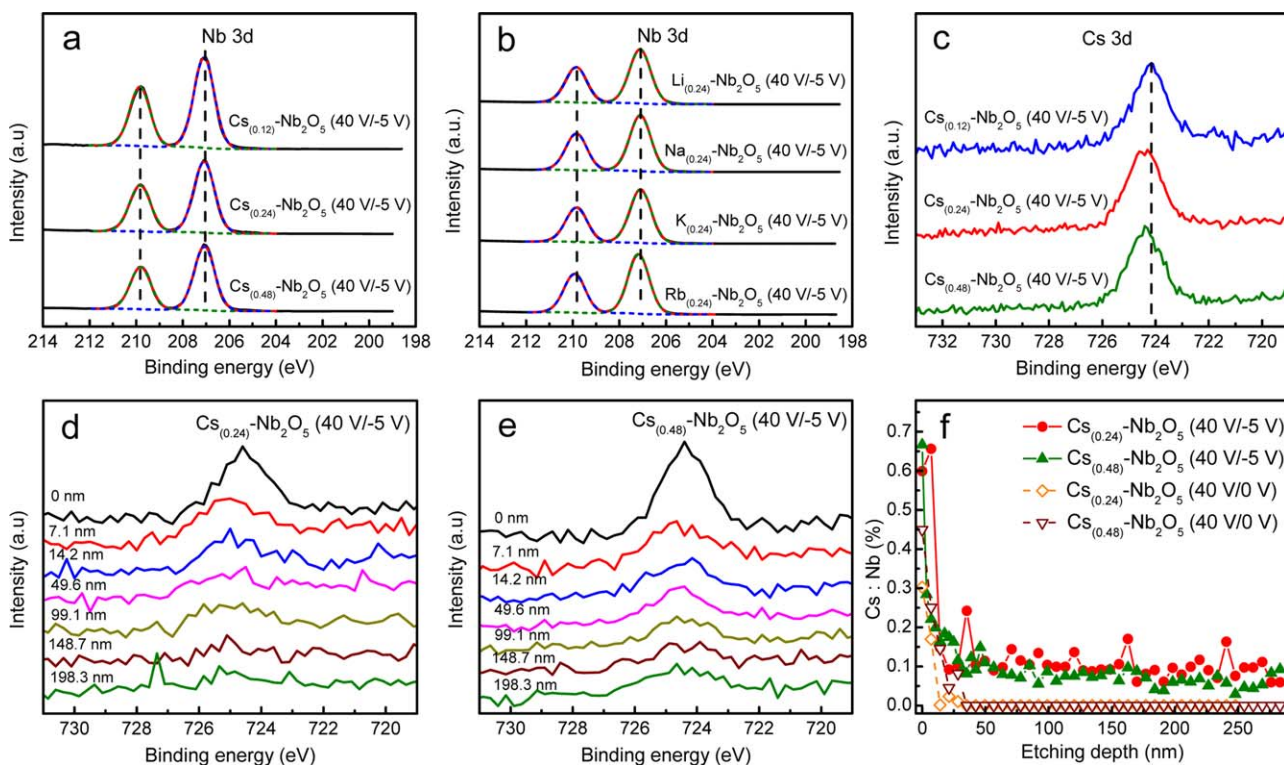 a
Nb 3d
Cs(0.12)-Nb2O5 (40 V/-5 V)
Cs(0.24)-Nb2O5 (40 V/-5 V)
Cs(0.48)-Nb2O5 (40 V/-5 V)
Intensity (a.u)
214 212 210 208 206 204 202 200 198
Binding energy (eV)
b
Nb 3d
Li(0.24)-Nb2O5 (40 V/-5 V)
Na(0.24)-Nb2O5 (40 V/-5 V)
K(0.24)-Nb2O5 (40 V/-5 V)
Rb(0.24)-Nb2O5 (40 V/-5 V)
Intensity (a.u.)
214 212 210 208 206 204 202 200 198
Binding energy (eV)
c
Cs 3d
Cs(0.12)-Nb2O5 (40 V/-5 V)
Cs(0.24)-Nb2O5 (40 V/-5 V)
Cs(0.48)-Nb2O5 (40 V/-5 V)
Intensity (a.u.)
732 730 728 726 724 722 720
Binding energy (eV)
d
Cs(0.24)-Nb2O5 (40 V/-5 V)
0 nm
7.1 nm
14.2 nm
49.6 nm
99.1 nm
148.7 nm
198.3 nm
Intensity (a.u)
730 728 726 724 722 720
Binding energy (eV)
e
Cs(0.48)-Nb2O5 (40 V/-5 V)
0 nm
7.1 nm
14.2 nm
49.6 nm
99.1 nm
148.7 nm
198.3 nm
Intensity (a.u)
730 728 726 724 722 720
Binding energy (eV)
f
Cs(0.24)-Nb2O5 (40 V/-5 V)
Cs(0.48)-Nb2O5 (40 V/-5 V)
Cs(0.24)-Nb2O5 (40 V/0 V)
Cs(0.48)-Nb2O5 (40 V/0 V)
Cs : Nb (%)
0.7
0.6
0.5
0.4
0.3
0.2
0.1
0.0
0 50 100 150 200 250
Etching depth (nm)